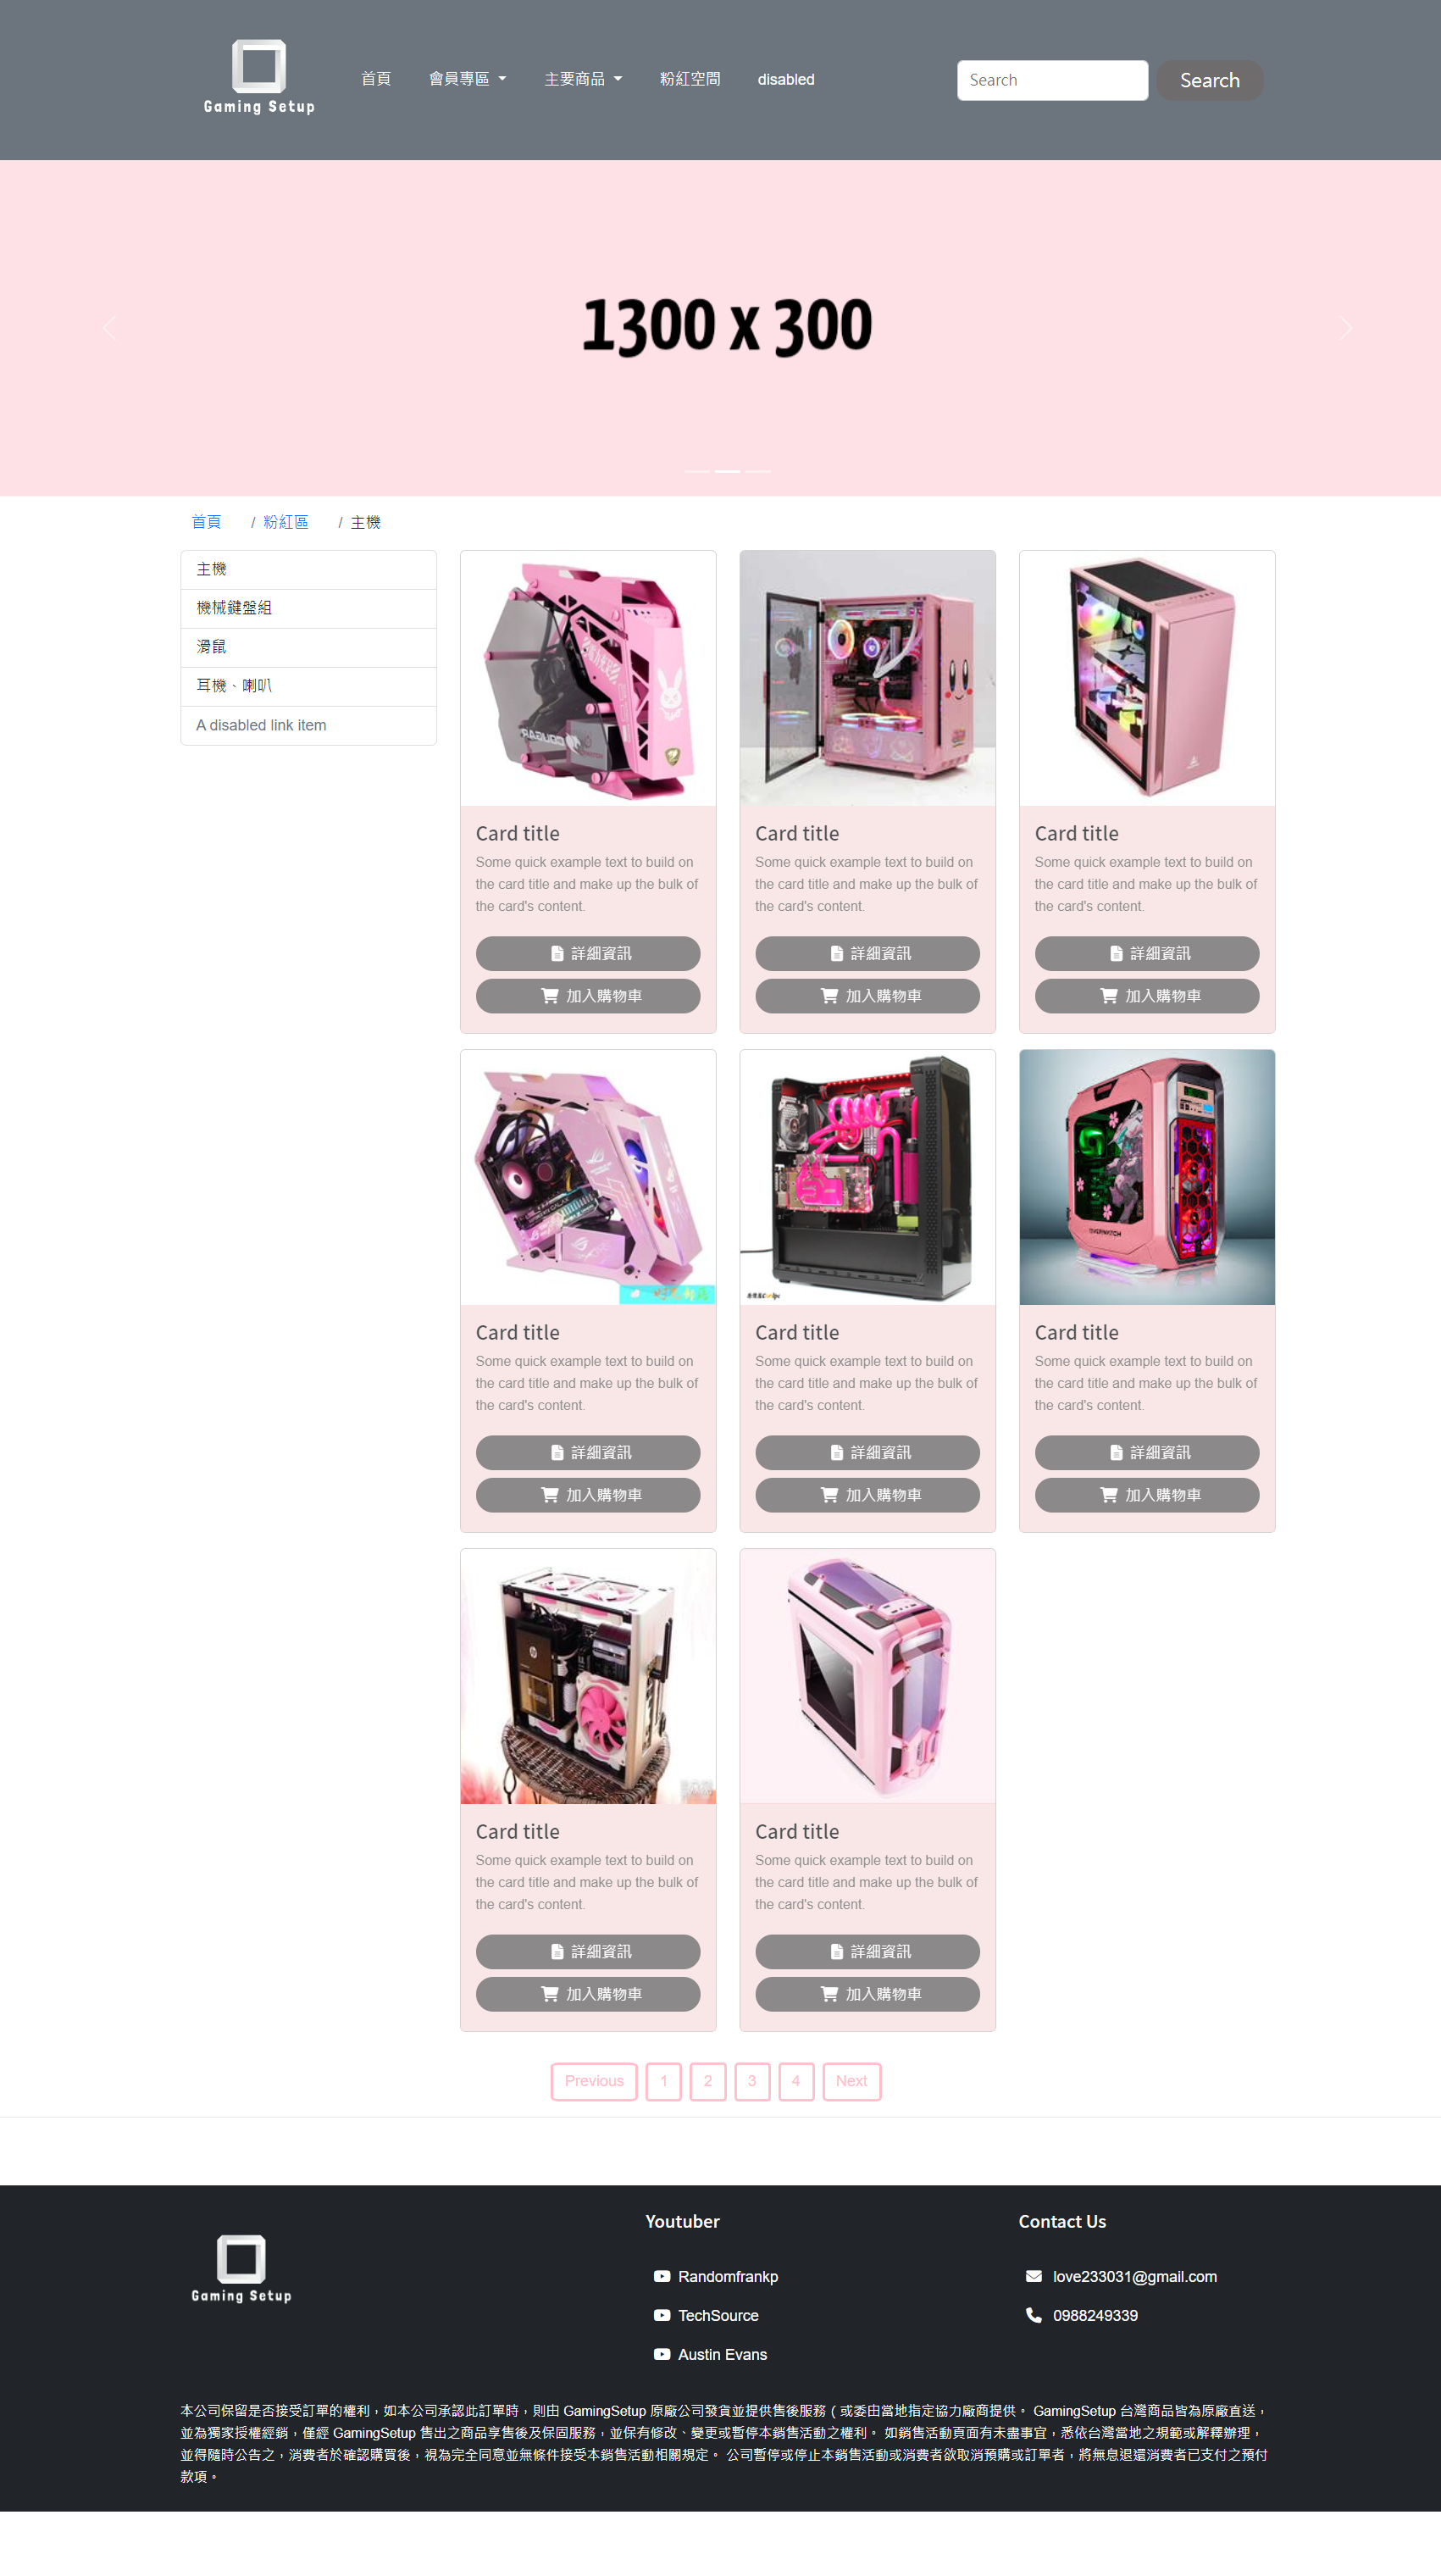 Gaming Setup
首頁
會員專區
主要商品
粉紅空間
disabled
Search
Search
1300 x 300
首頁 / 粉紅區 / 主機
主機
機械鍵盤組
滑鼠
耳機、喇叭
A disabled link item
COUGAR
Card title
Some quick example text to build on
the card title and make up the bulk of
the card's content.
詳細資訊
加入購物車
Card title
Some quick example text to build on
the card title and make up the bulk of
the card's content.
詳細資訊
加入購物車
Card title
Some quick example text to build on
the card title and make up the bulk of
the card's content.
詳細資訊
加入購物車
OVERWATCH
Card title
Some quick example text to build on
the card title and make up the bulk of
the card's content.
詳細資訊
加入購物車
Card title
Some quick example text to build on
the card title and make up the bulk of
the card's content.
詳細資訊
加入購物車
Card title
Some quick example text to build on
the card title and make up the bulk of
the card's content.
詳細資訊
加入購物車
Card title
Some quick example text to build on
the card title and make up the bulk of
the card's content.
詳細資訊
加入購物車
Card title
Some quick example text to build on
the card title and make up the bulk of
the card's content.
詳細資訊
加入購物車
Previous 1 2 3 4 Next
Gaming Setup
Youtuber
Randomfrankp
TechSource
Austin Evans
Contact Us
love233031@gmail.com
0988249339
本公司保留是否接受訂單的權利，如本公司承認此訂單時，則由 GamingSetup 原廠公司發貨並提供售後服務 ( 或委由當地指定協力廠商提供。 GamingSetup 台灣商品皆為原廠直送，
並為獨家授權經銷，僅經 GamingSetup 售出之商品享售後及保固服務，並保有修改、變更或暫停本銷售活動之權利。 如銷售活動頁面有未盡事宜，悉依台灣當地之規範或解釋辦理，
並得隨時公告之，消費者於確認購買後，視為完全同意並無條件接受本銷售活動相關規定。 公司暫停或停止本銷售活動或消費者欲取消預購或訂單者，將無息退還消費者已支付之預付
款項。